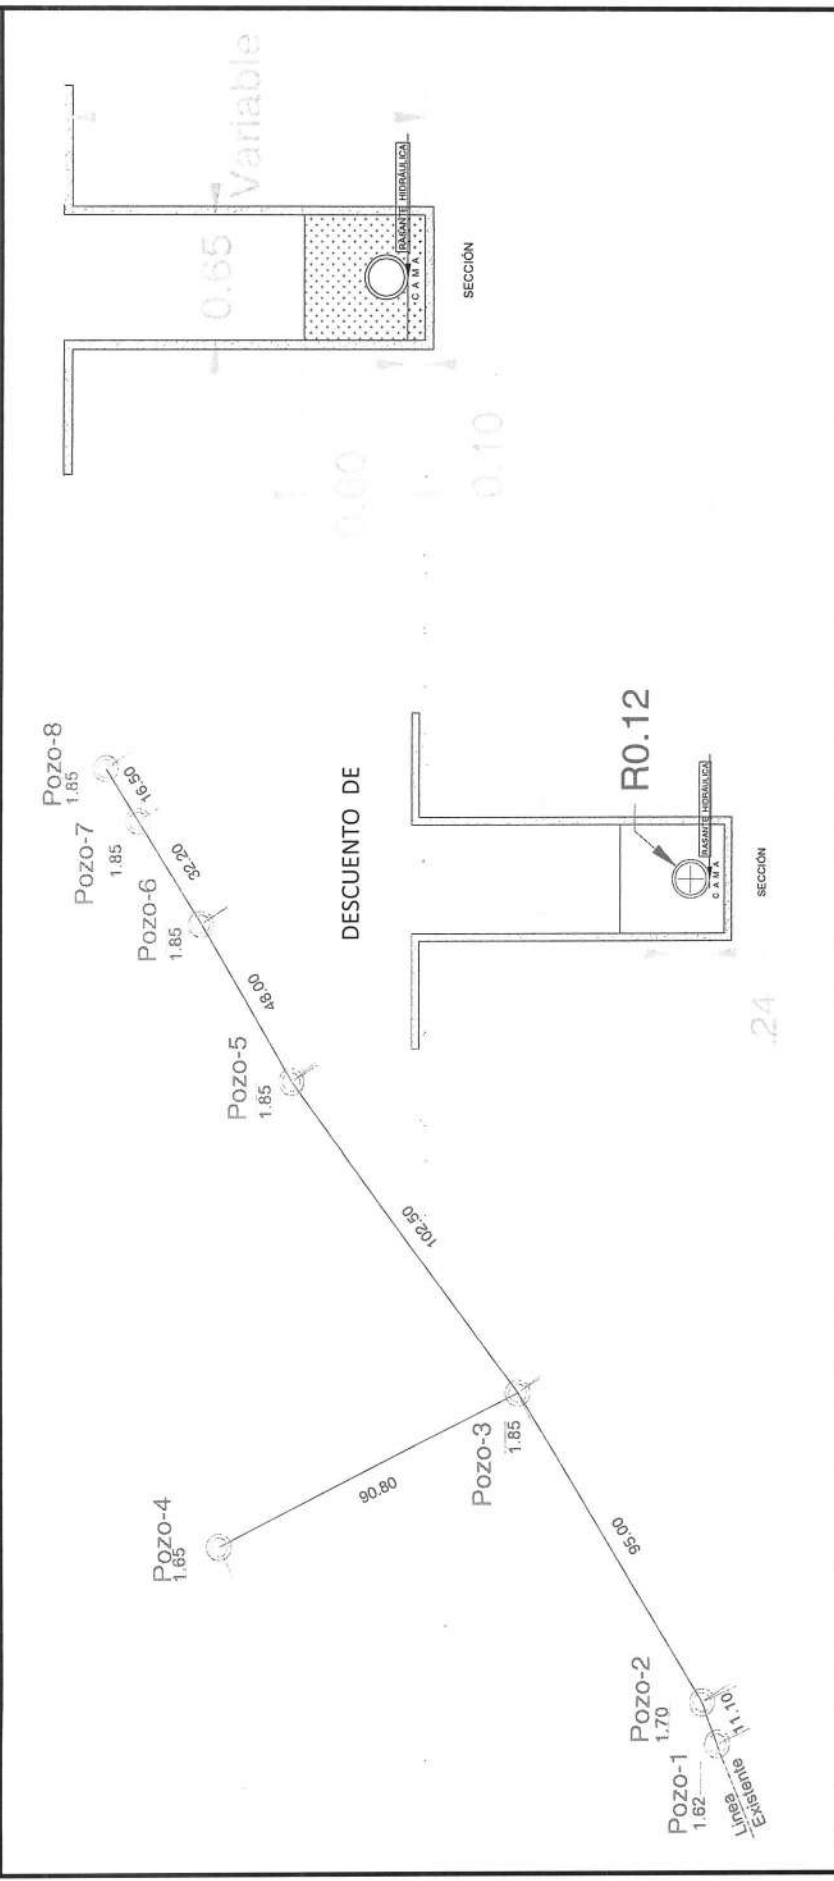 Pozo-8
1.85
16.50
Pozo-7
1.85
32.20
Pozo-6
1.85
48.00
Pozo-5
1.85
102.50
Pozo-3
1.85
Pozo-4
1.65
90.80
95.00
Pozo-2
1.70
11.10
Pozo-1
1.62
Línea
Existente
DESCUENTO DE
R0.12
RASANTE HIDRÁULICA
CAMA
SECCIÓN
.24
Variable
0.65
RASANTE HIDRÁULICA
CAMA
SECCIÓN
0.60
0.10